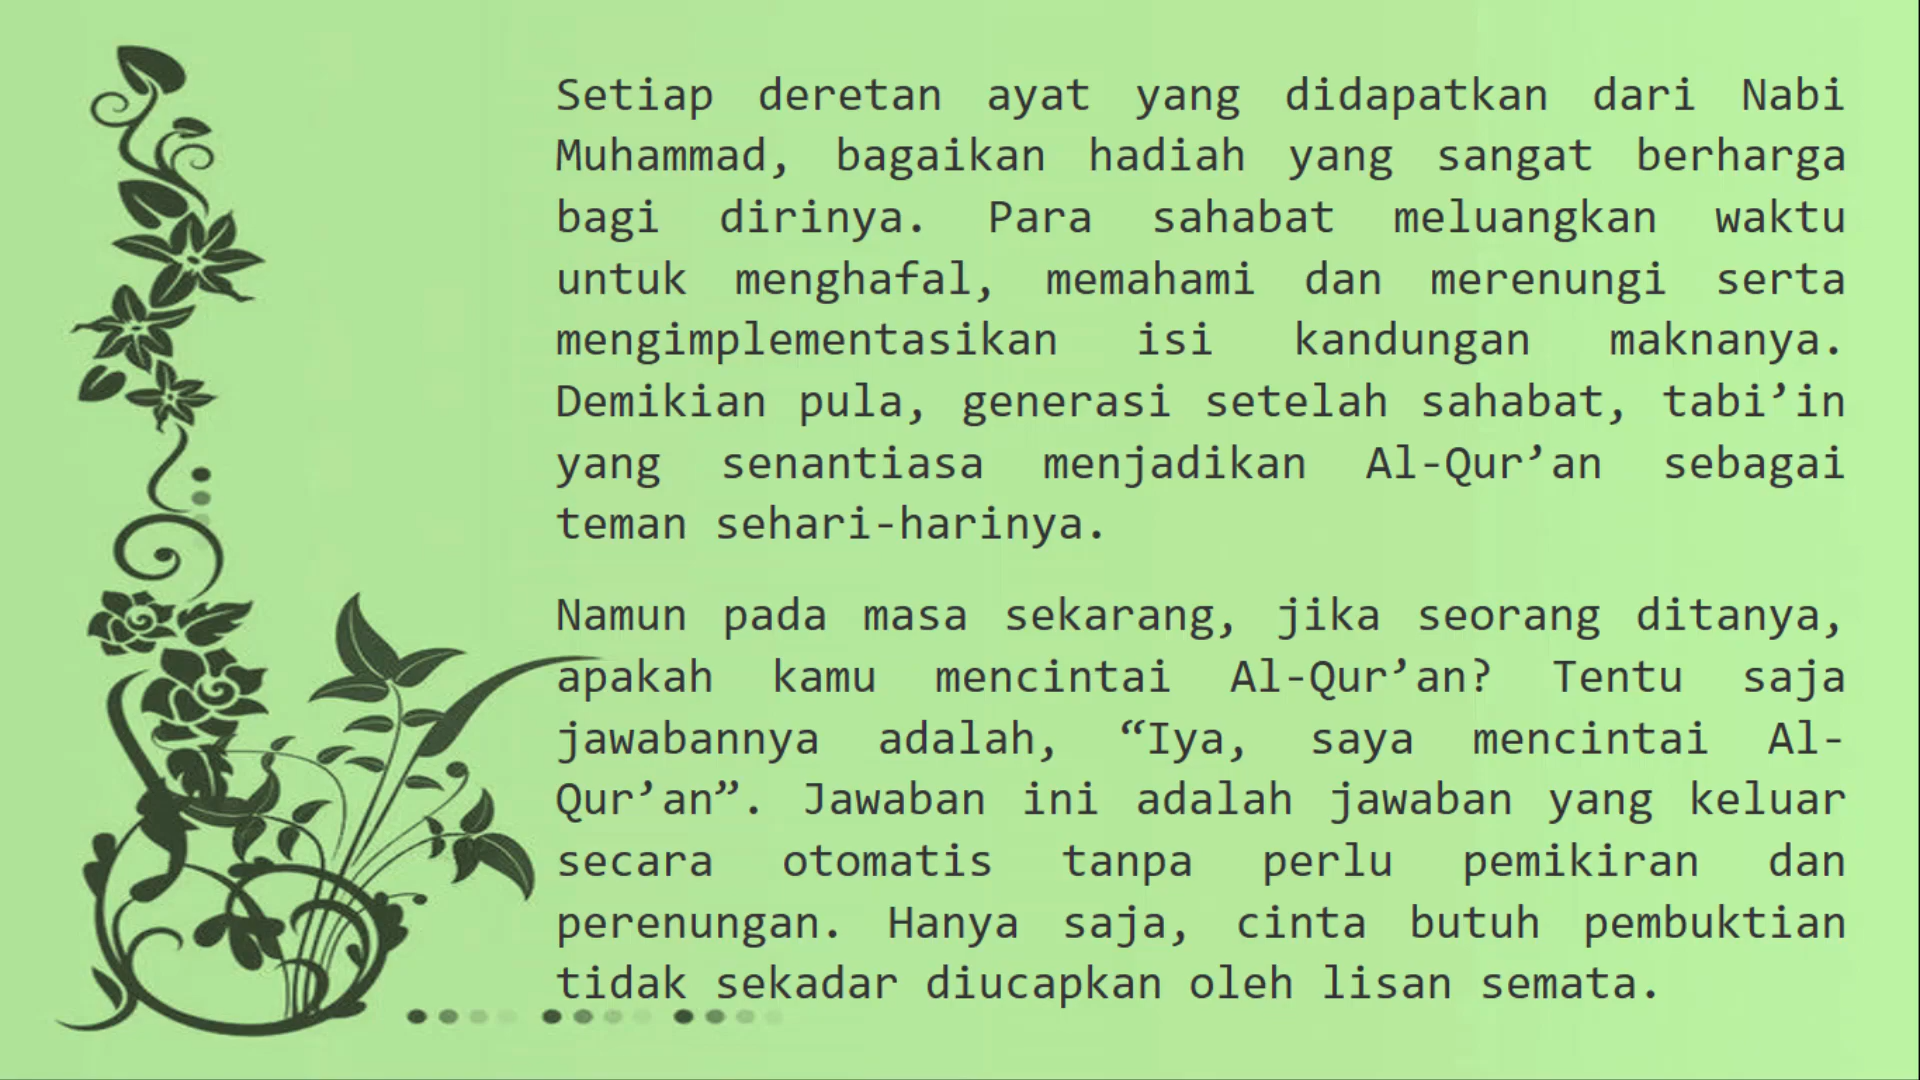 Setiap deretan ayat yang didapatkan dari Nabi
Muhammad, bagaikan hadiah yang sangat berharga
bagi dirinya. Para sahabat meluangkan waktu
untuk menghafal, memahami dan merenungi serta
mengimplementasikan isi kandungan maknanya.
Demikian pula, generasi setelah sahabat, tabi’in
yang senantiasa menjadikan Al-Qur’an sebagai
teman sehari-harinya.
Namun pada masa sekarang, jika seorang ditanya,
apakah kamu mencintai Al-Qur’an? Tentu saja
jawabannya adalah, “Iya, saya mencintai Al-
Qur’an”. Jawaban ini adalah jawaban yang keluar
secara otomatis tanpa perlu pemikiran dan
perenungan. Hanya saja, cinta butuh pembuktian
tidak sekadar diucapkan oleh lisan semata.